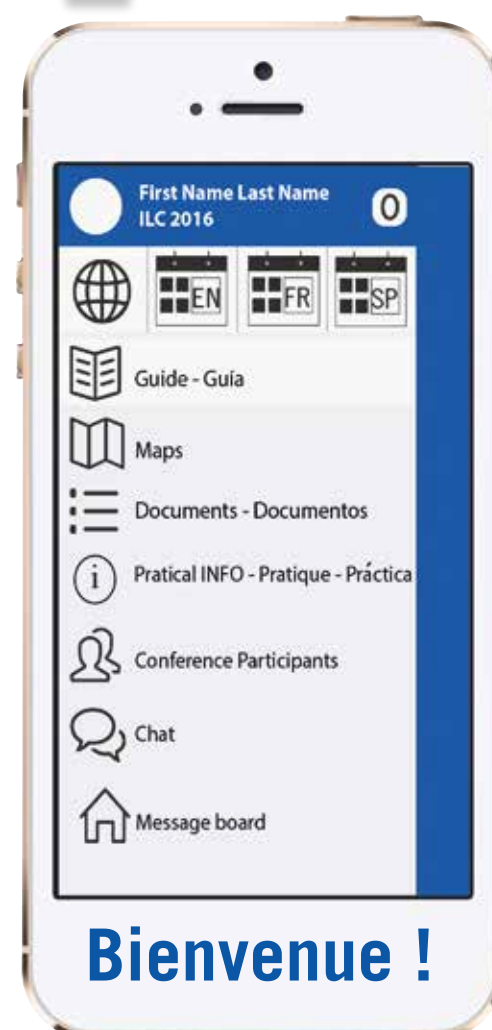 FIrst Name Last Name
ILC 2016
0
EN
FR
SP
Guide - Guía
Maps
Documents - Documentos
i
Pratical INFO - Pratique - Práctica
Conference Participants
Chat
Message board
Bienvenue !